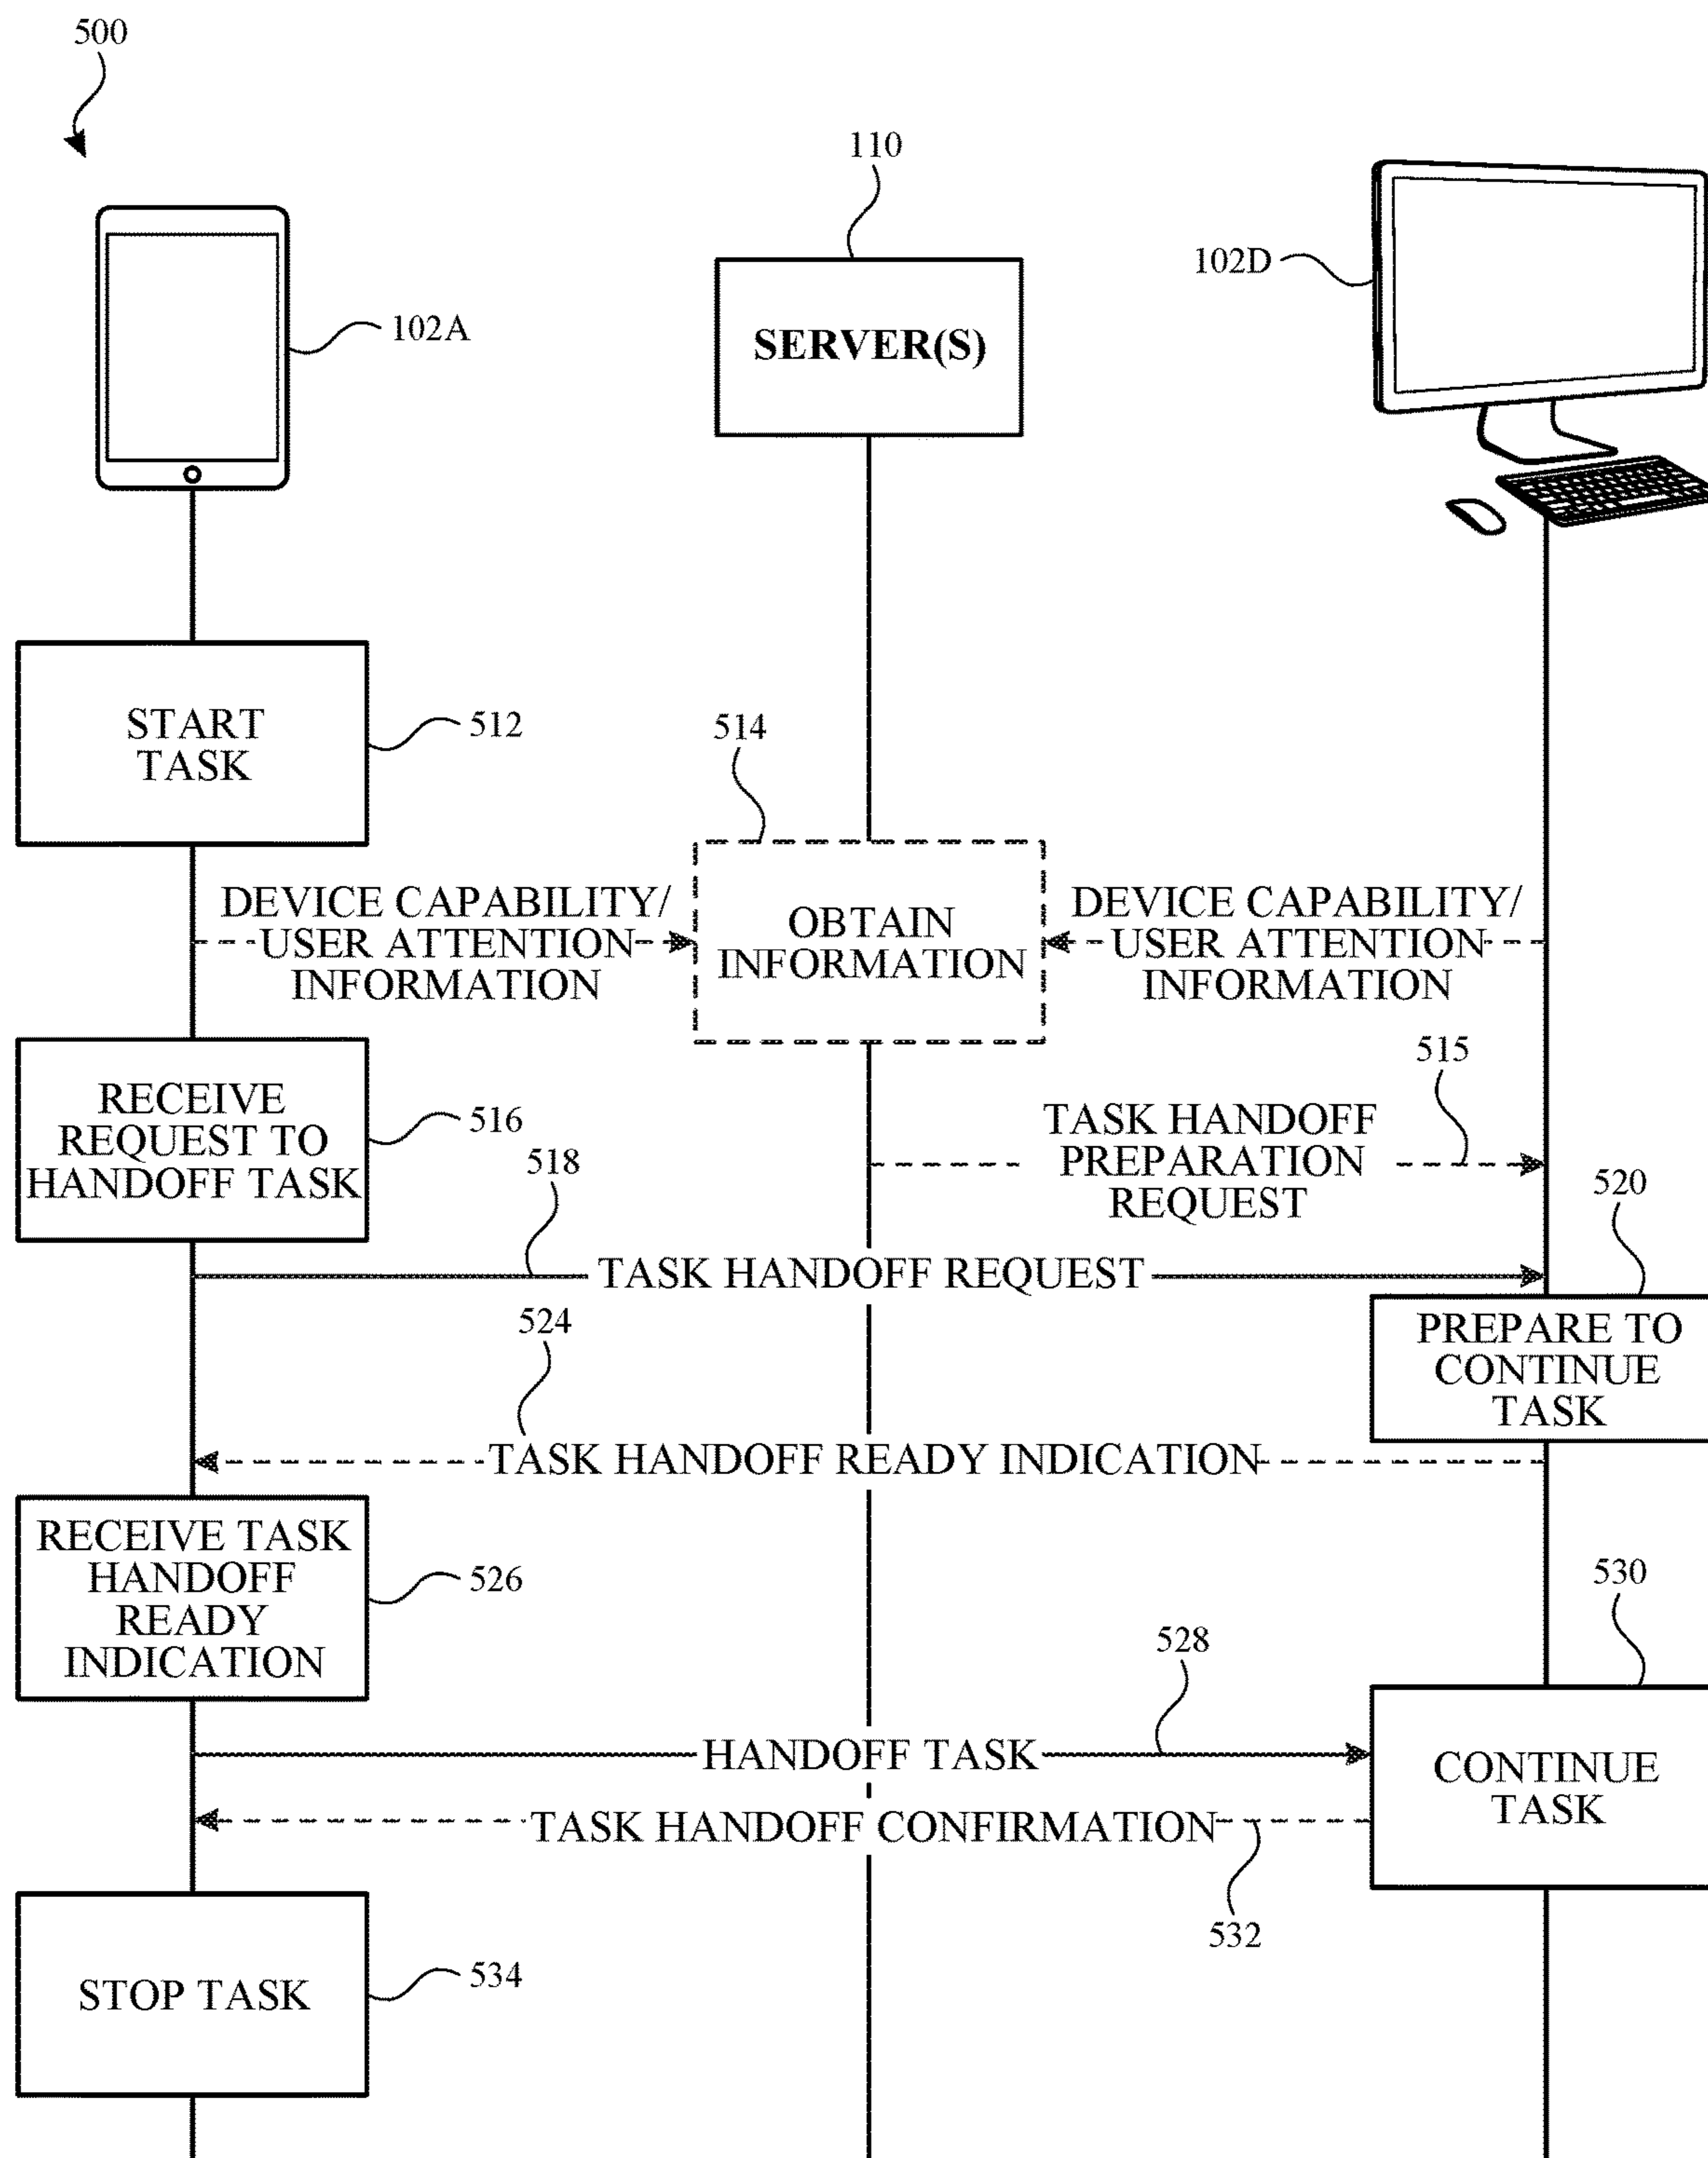 500
110
102D
102A
SERVER(S)
START
TASK
512
514
DEVICE CAPABILITY/
USER ATTENTION
INFORMATION
OBTAIN
INFORMATION
DEVICE CAPABILITY/
USER ATTENTION
INFORMATION
515
RECEIVE
REQUEST TO
HANDOFF TASK
516
TASK HANDOFF
PREPARATION
REQUEST
518
520
TASK HANDOFF REQUEST
524
PREPARE TO
CONTINUE
TASK
TASK HANDOFF READY INDICATION
RECEIVE TASK
HANDOFF
READY
INDICATION
526
530
528
HANDOFF TASK
CONTINUE
TASK
TASK HANDOFF CONFIRMATION
532
STOP TASK
534